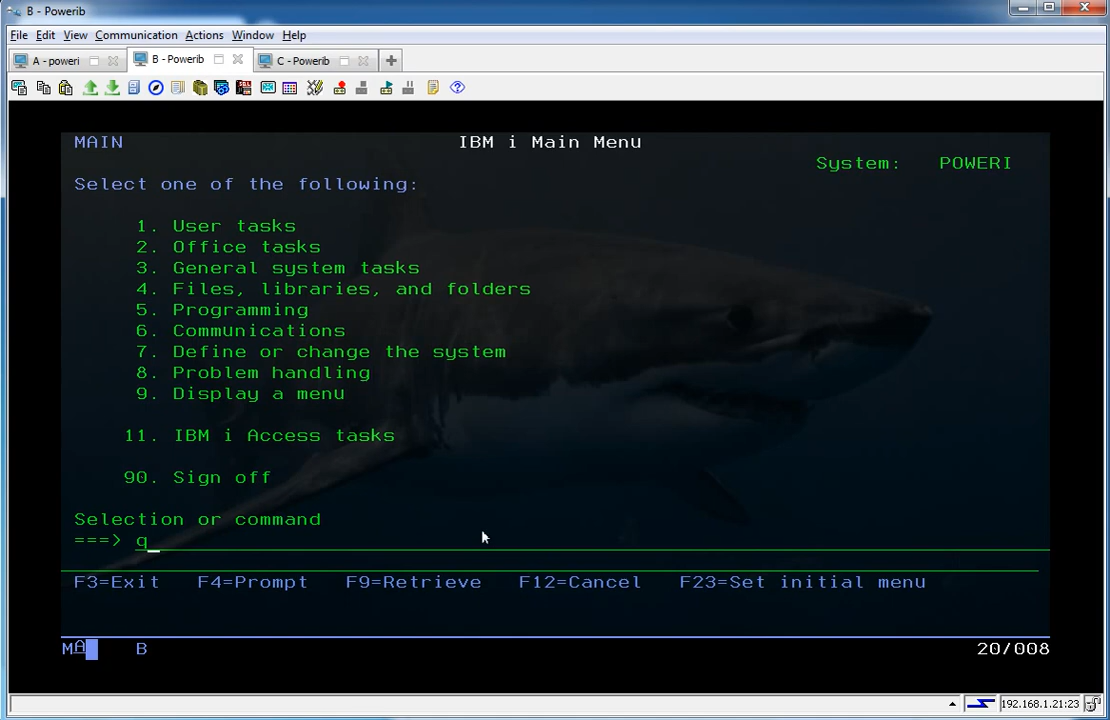 B - Powerib
File Edit View Communication Actions Window Help
A - poweri B - Powerib C - Powerib
MAIN IBM i Main Menu
System: POWERI
Select one of the following:
1. User tasks
2. Office tasks
3. General system tasks
4. Files, libraries, and folders
5. Programming
6. Communications
7. Define or change the system
8. Problem handling
9. Display a menu
11. IBM i Access tasks
90. Sign off
Selection or command
===> q
F3=Exit F4=Prompt F9=Retrieve F12=Cancel F23=Set initial menu
MA B 20/008
192.168.1.21:23